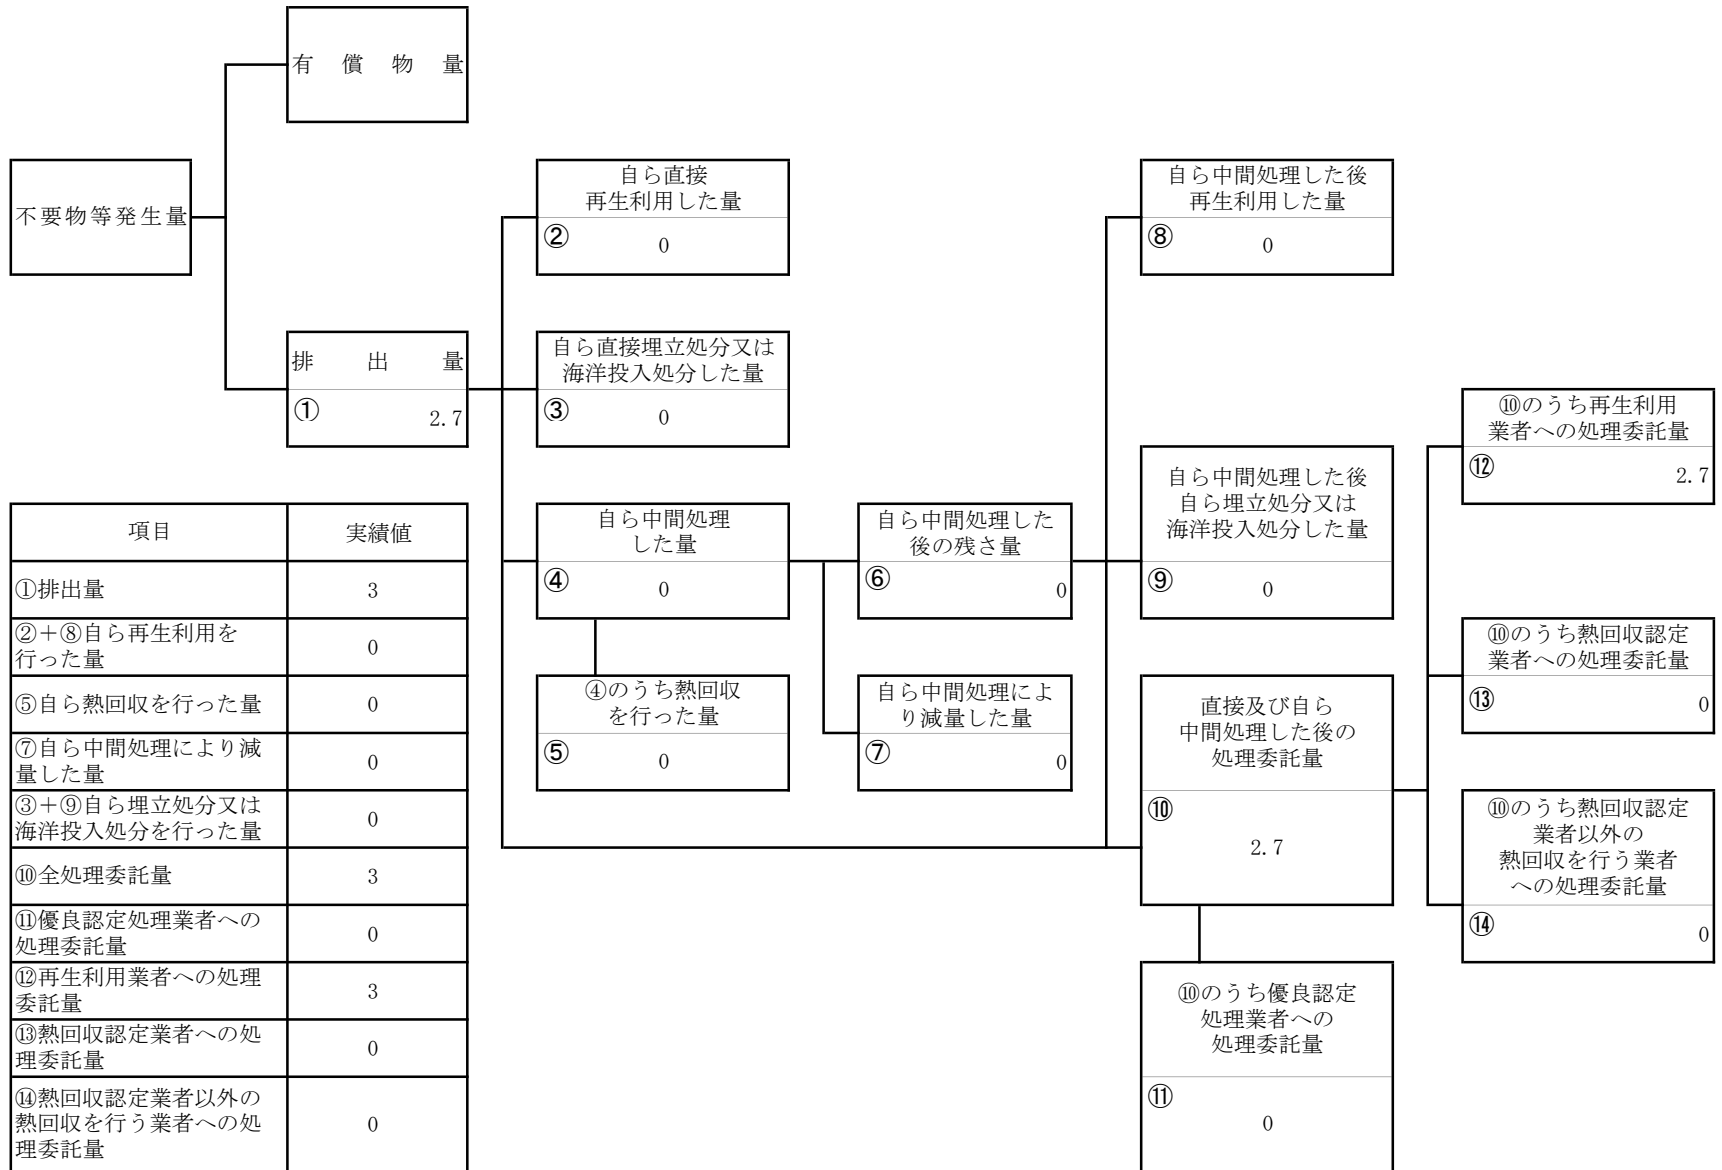 有償物量
不要物等発生量
排出量
①
2.7
自ら直接
再生利用した量
②
0
自ら直接埋立処分又は
海洋投入処分した量
③
0
自ら中間処理
した量
④
0
④のうち熱回収
を行った量
⑤
0
自ら中間処理した
後の残さ量
⑥
0
自ら中間処理によ
り減量した量
⑦
0
自ら中間処理した後
再生利用した量
⑧
0
自ら中間処理した後
自ら埋立処分又は
海洋投入処分した量
⑨
0
直接及び自ら
中間処理した後の
処理委託量
⑩
2.7
⑩のうち優良認定
処理業者への
処理委託量
⑪
0
⑩のうち再生利用
業者への処理委託量
⑫
2.7
⑩のうち熱回収認定
業者への処理委託量
⑬
0
⑩のうち熱回収認定
業者以外の
熱回収を行う業者
への処理委託量
⑭
0
項目 実績値
①排出量 3
②+⑧自ら再生利用を
行った量 0
⑤自ら熱回収を行った量 0
⑦自ら中間処理により減
量した量 0
③+⑨自ら埋立処分又は
海洋投入処分を行った量 0
⑩全処理委託量 3
⑪優良認定処理業者への
処理委託量 0
⑫再生利用業者への処理
委託量 3
⑬熱回収認定業者への処
理委託量 0
⑭熱回収認定業者以外の
熱回収を行う業者への処
理委託量 0